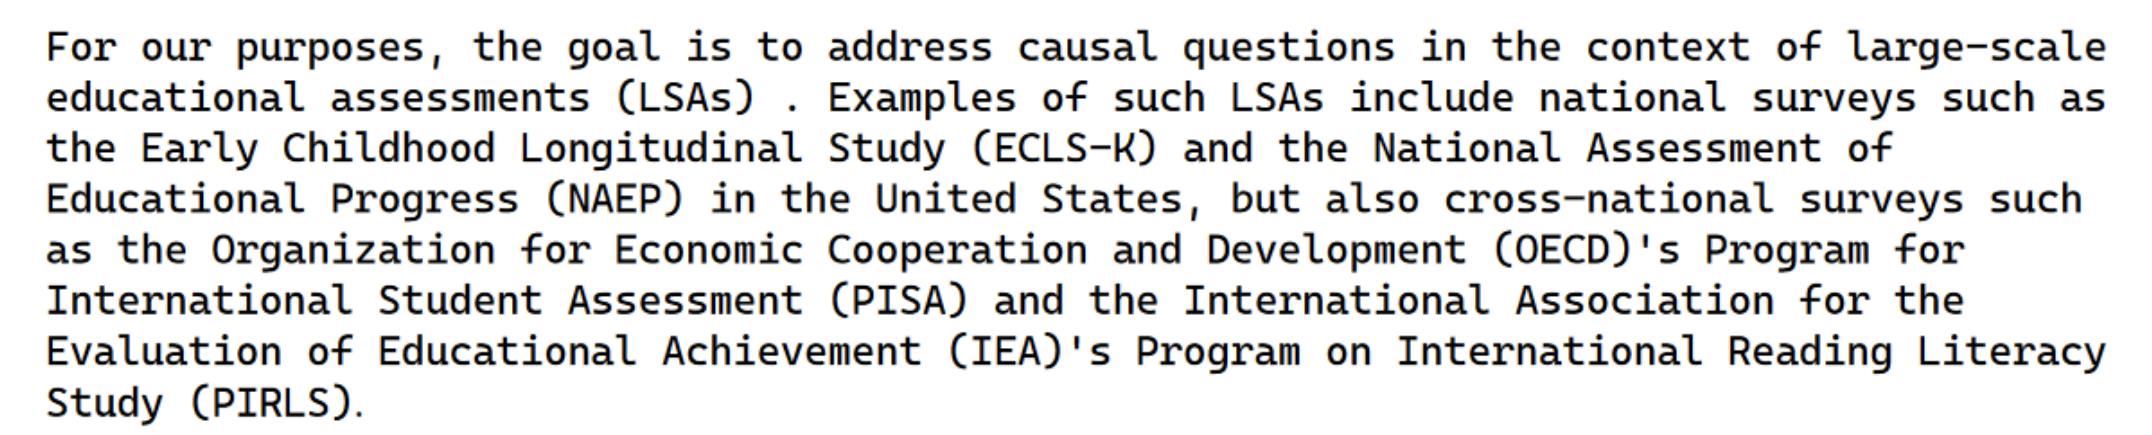 For our purposes, the goal is to address causal questions in the context of large-scale
educational assessments (LSAs) . Examples of such LSAs include national surveys such as
the Early Childhood Longitudinal Study (ECLS-K) and the National Assessment of
Educational Progress (NAEP) in the United States, but also cross-national surveys such
as the Organization for Economic Cooperation and Development (OECD)'s Program for
International Student Assessment (PISA) and the International Association for the
Evaluation of Educational Achievement (IEA)'s Program on International Reading Literacy
Study (PIRLS).